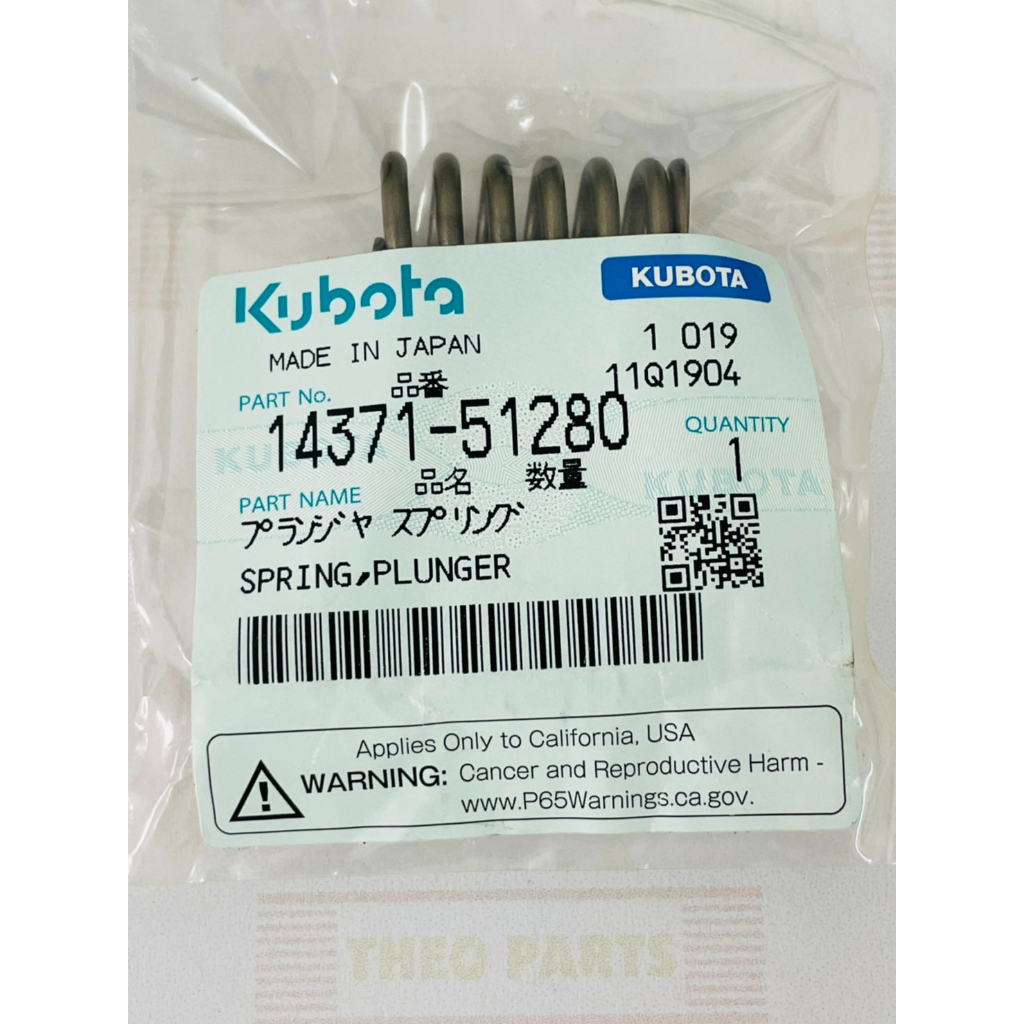 Kubota
KUBOTA
MADE IN JAPAN
1 019
11Q1904
PART No.
品番
14371-51280
QUANTITY
1
品名
数量
PART NAME
プランジャ スプリング
SPRING,PLUNGER
KUBOTA
KUBOTA
Applies Only to California, USA
WARNING: Cancer and Reproductive Harm -
www.P65Warnings.ca.gov.
THEO PARTS